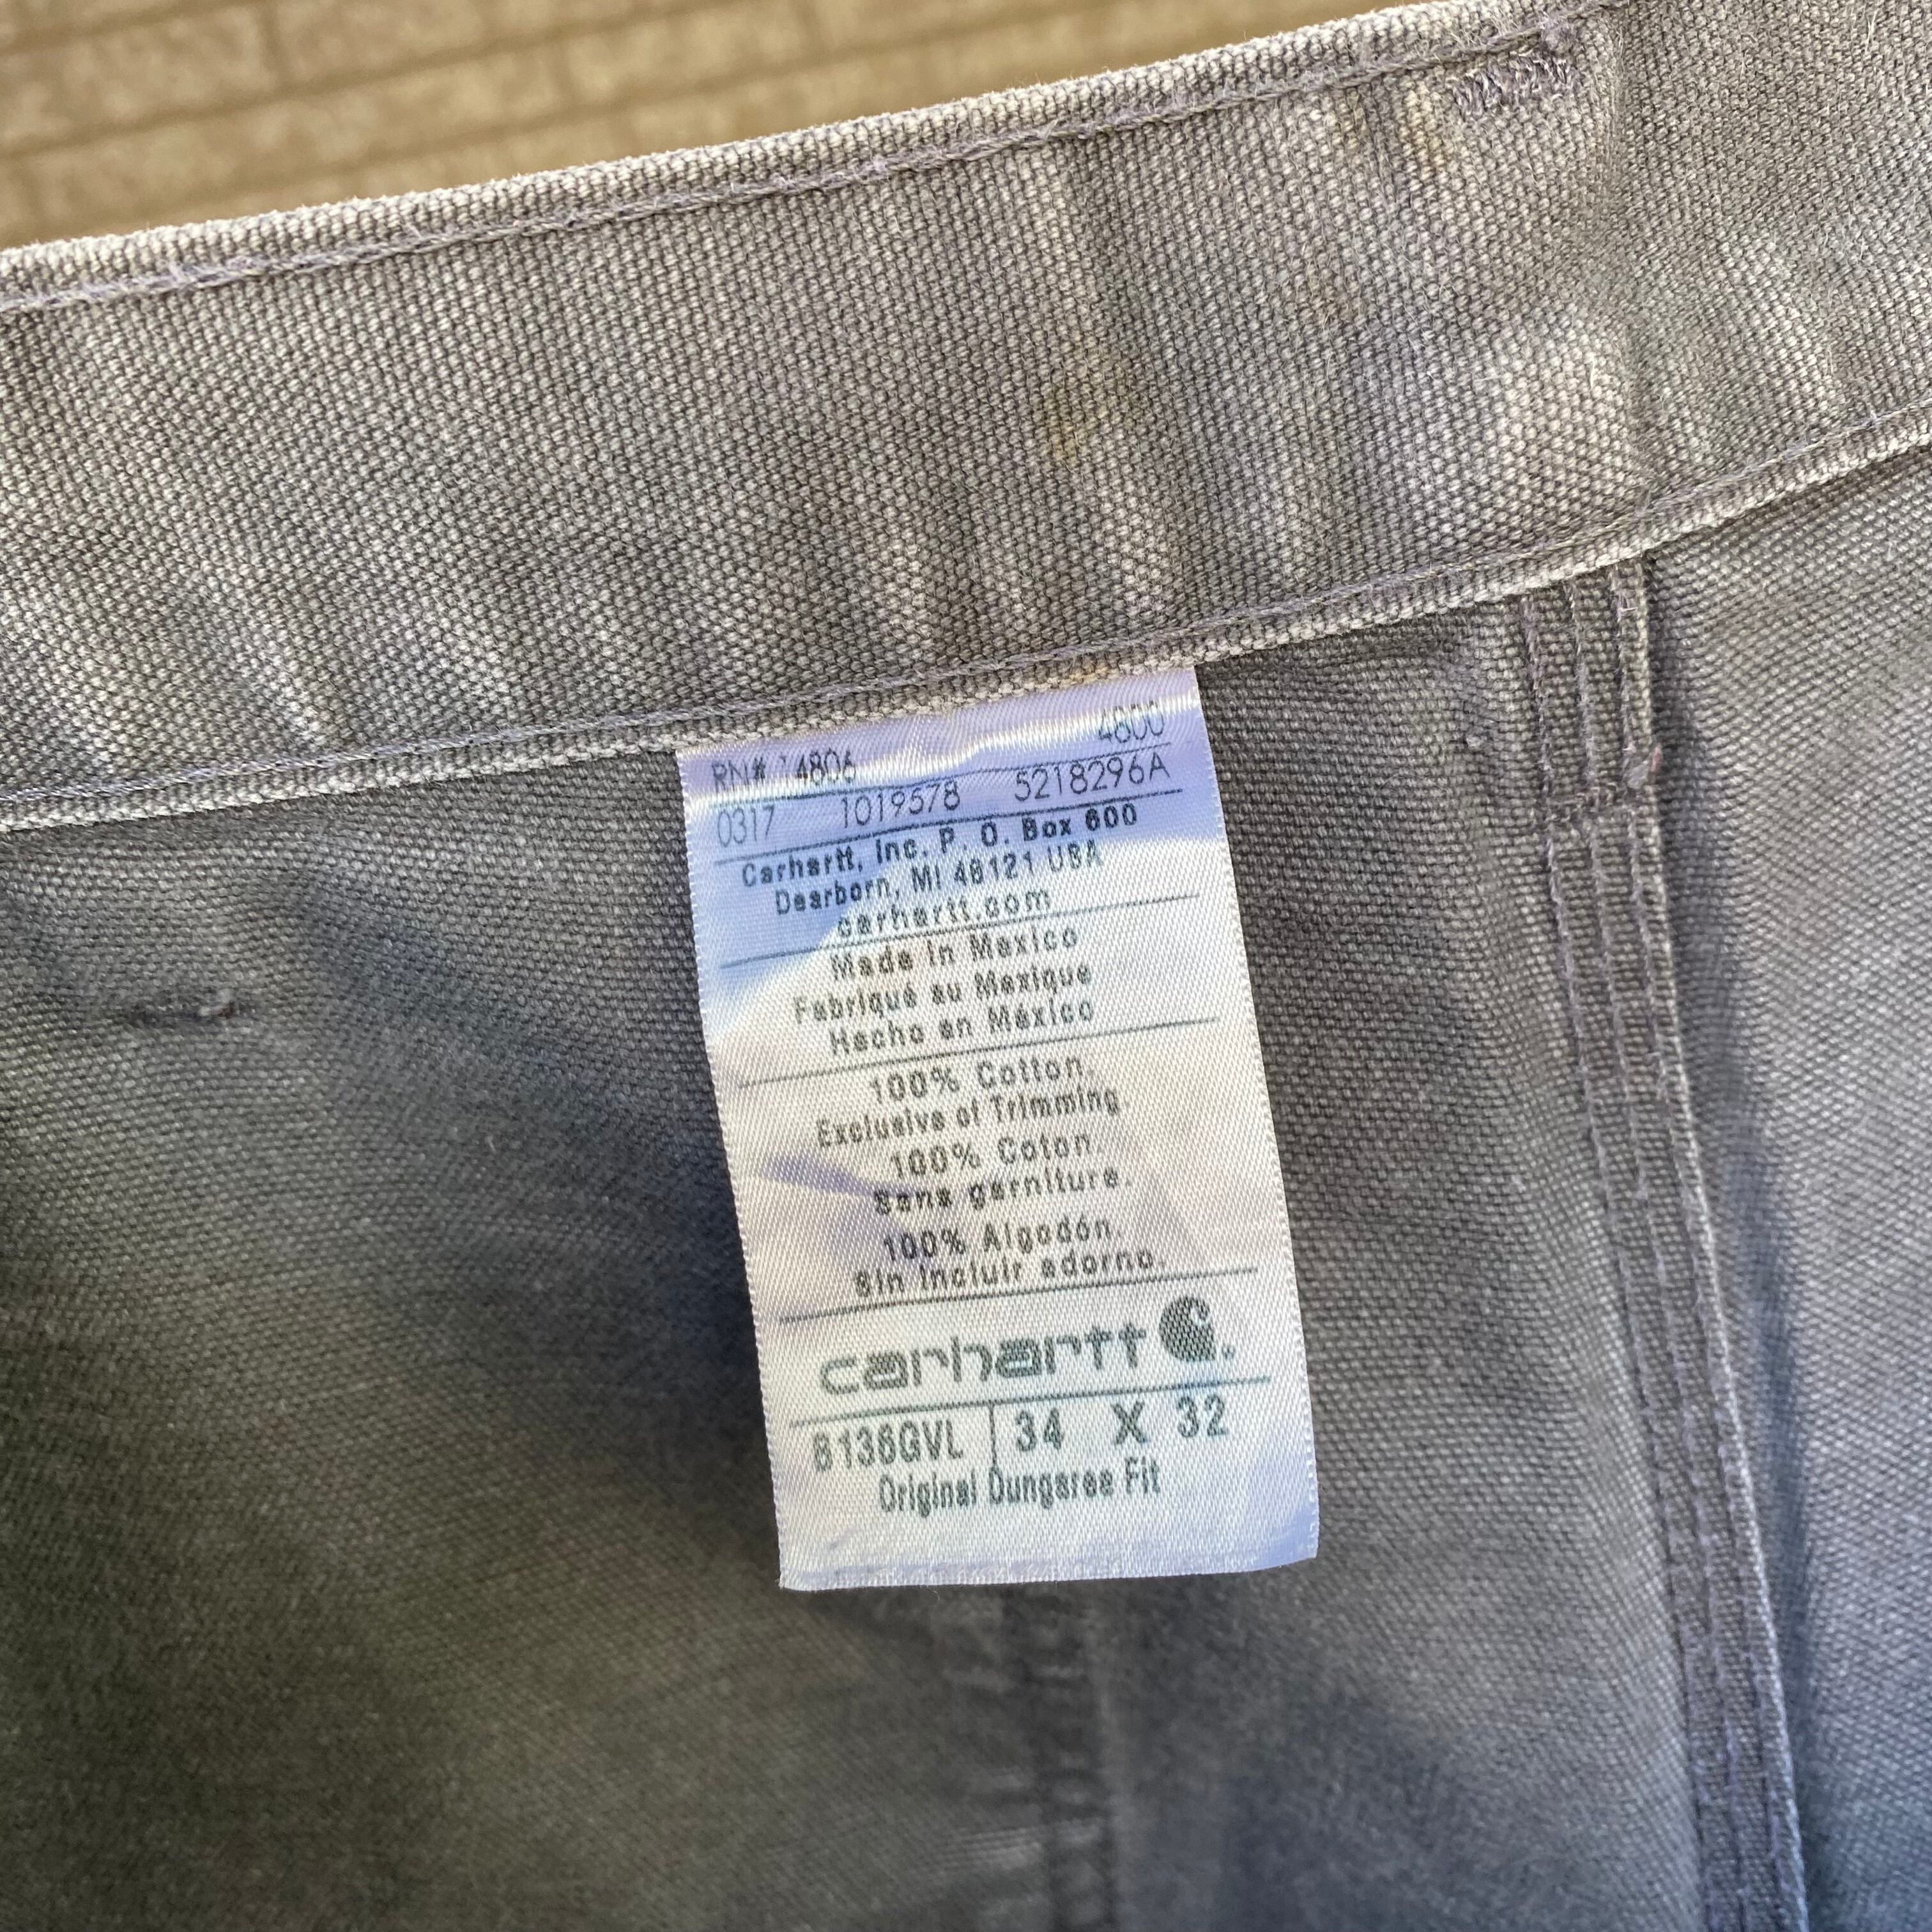 RN# 14806 4800
0317 1019578 5218296A
Carhartt, Inc. P. O. Box 600
Dearborn, MI 48121 USA
carhartt.com
Made in Mexico
Fabriqué au Mexique
Hecho en México
100% Cotton.
Exclusive of Trimming.
100% Coton.
Sans garniture.
100% Algodón.
Sin incluir adorno.
carhartt
B136GVL 34 X 32
Original Dungaree Fit